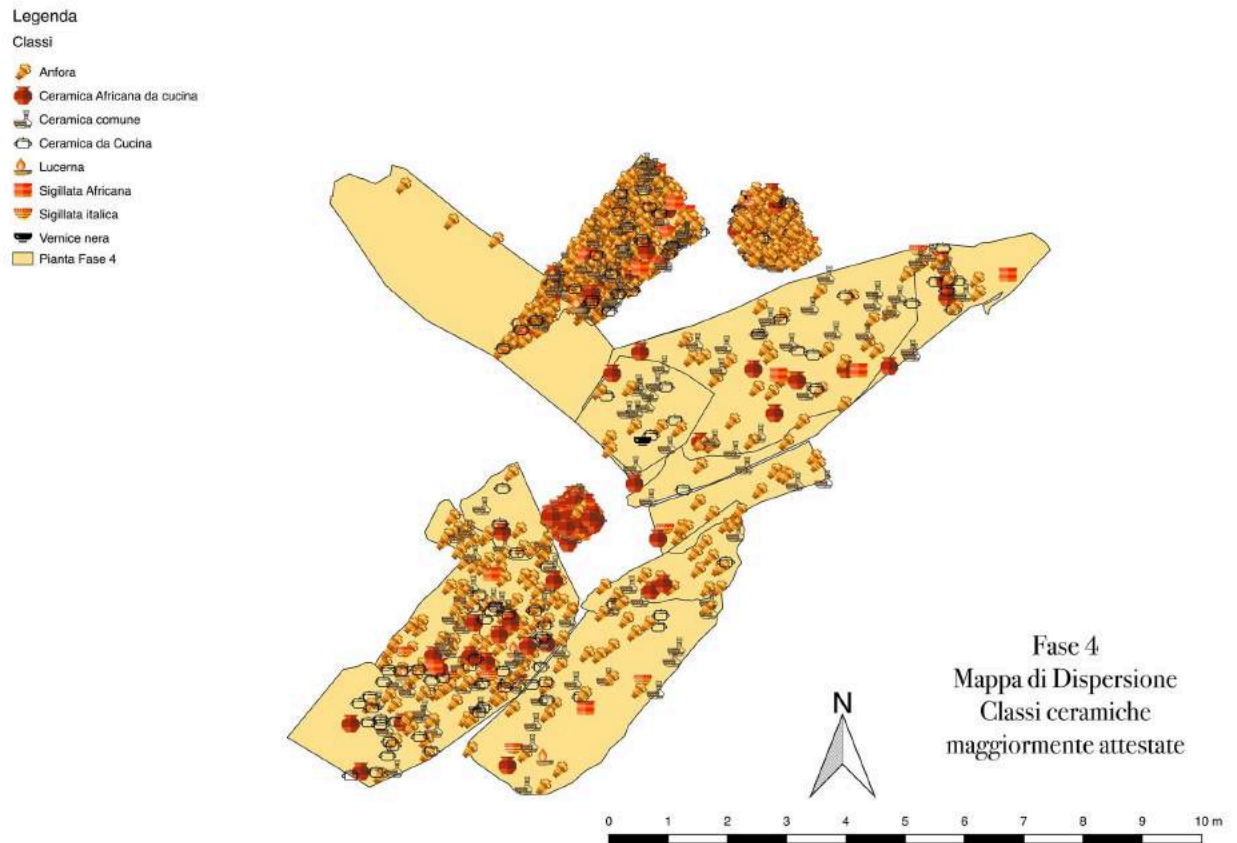 Legenda
Classi
Anfora
Ceramica Africana da cucina
Ceramica comune
Ceramica da Cucina
Lucerna
Sigillata Africana
Sigillata italica
Vernice nera
Pianta Fase 4
Fase 4
Mappa di Dispersione
Classi ceramiche
maggiormente attestate
N
0 1 2 3 4 5 6 7 8 9 10 m